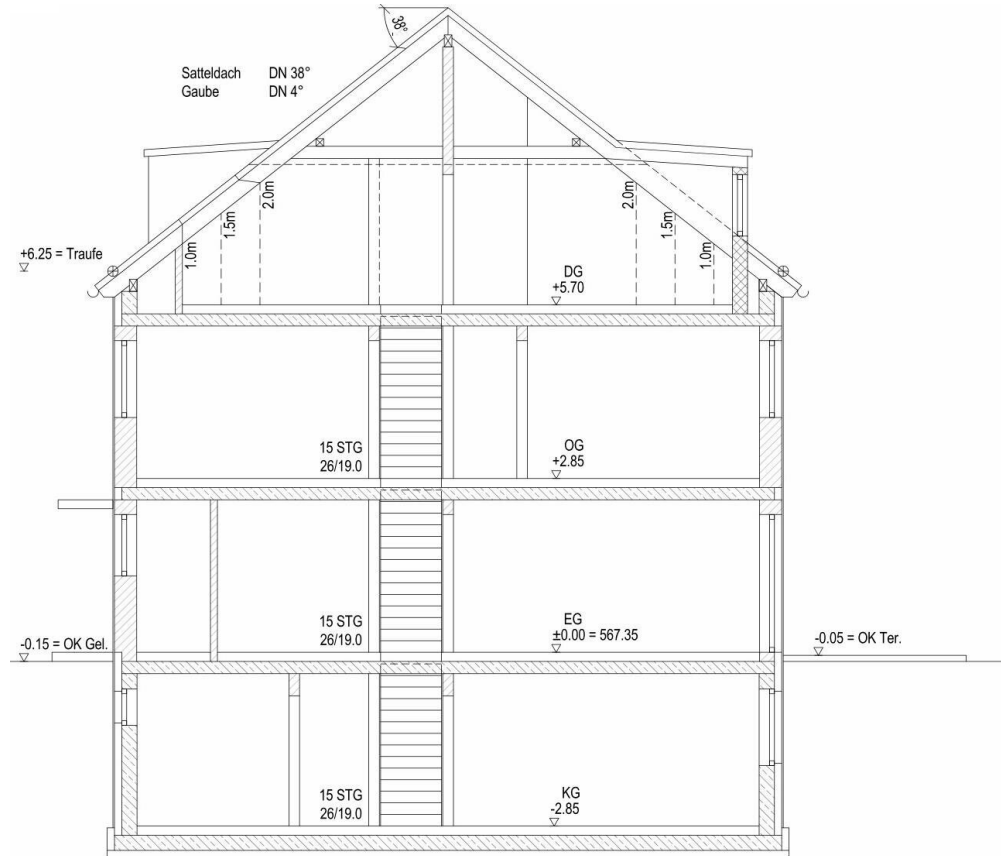 38°
Satteldach DN 38°
Gaube DN 4°
2.0m
2.0m
1.5m
1.5m
1.0m
1.0m
+6.25 = Traufe
DG
+5.70
15 STG
26/19.0
OG
+2.85
15 STG
26/19.0
EG
±0.00 = 567.35
-0.15 = OK Gel.
-0.05 = OK Ter.
15 STG
26/19.0
KG
-2.85